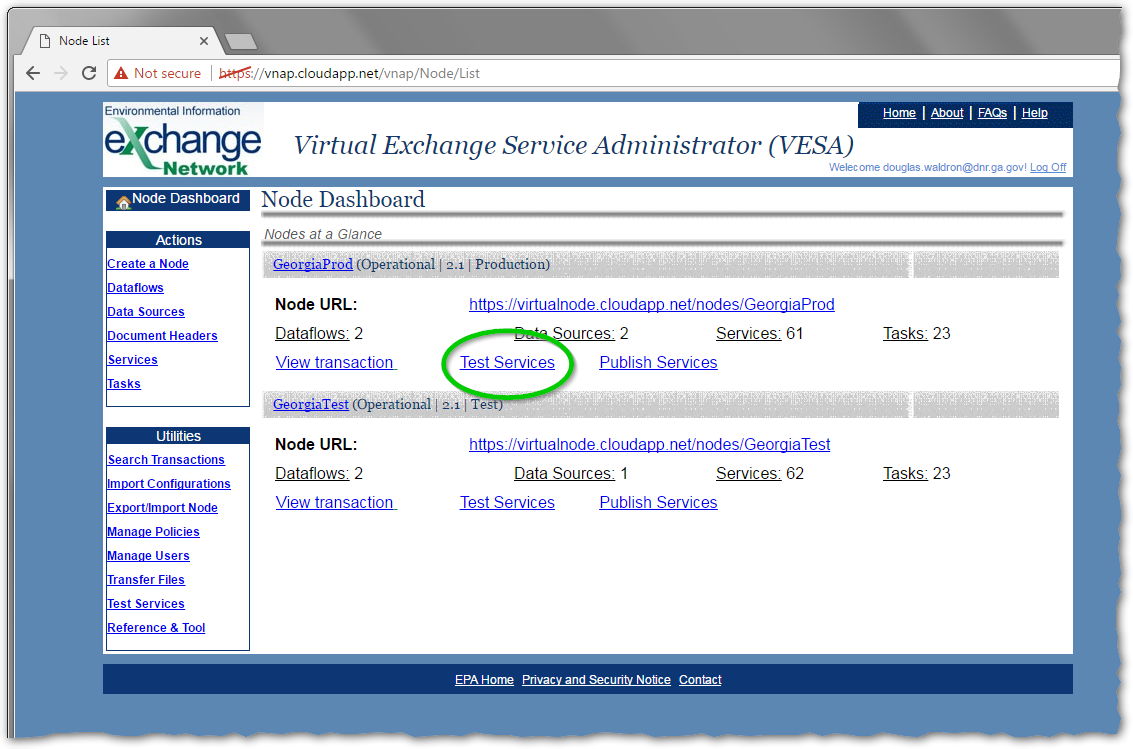 Node List
Not secure https://vnap.cloudapp.net/vnap/Node/List
Environmental Information
eXchange
Network
Home | About | FAQs | Help
Virtual Exchange Service Administrator (VESA)
Welcome douglas.waldron@dnr.ga.gov! Log Off
Node Dashboard
Actions
Create a Node
Dataflows
Data Sources
Document Headers
Services
Tasks
Utilities
Search Transactions
Import Configurations
Export/Import Node
Manage Policies
Manage Users
Transfer Files
Test Services
Reference & Tool
Node Dashboard
Nodes at a Glance
GeorgiaProd (Operational | 2.1 | Production)
Node URL: https://virtualnode.cloudapp.net/nodes/GeorgiaProd
Dataflows: 2 Data Sources: 2 Services: 61 Tasks: 23
View transaction Test Services Publish Services
GeorgiaTest (Operational | 2.1 | Test)
Node URL: https://virtualnode.cloudapp.net/nodes/GeorgiaTest
Dataflows: 2 Data Sources: 1 Services: 62 Tasks: 23
View transaction Test Services Publish Services
EPA Home Privacy and Security Notice Contact